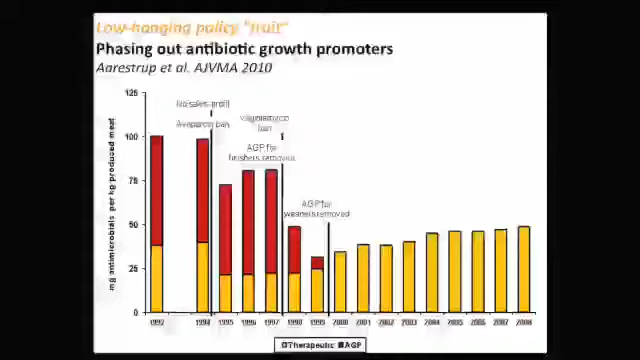 Low-hanging policy "fruit"
Phasing out antibiotic growth promoters
Aarestrup et al. AJVMA 2010
mg antimicrobials per kg produced meat
125
100
75
50
25
0
No sales profit
Avoparcin ban
Virginiamycin
ban
AGP for
finishers removed
AGP for
weaners removed
1992
1994
1995
1996
1997
1998
1999
2000
2001
2002
2003
2004
2005
2006
2007
2008
Therapeutic AGP